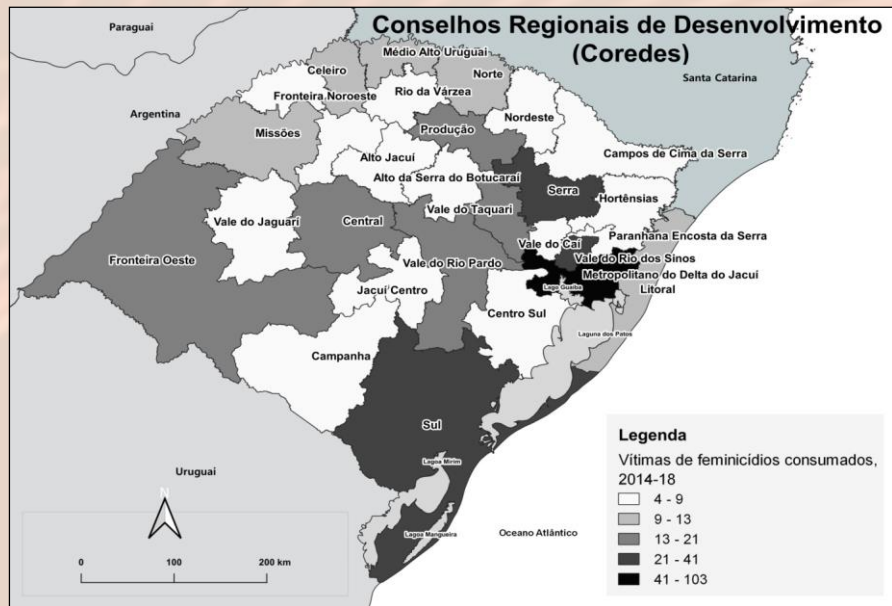 Conselhos Regionais de Desenvolvimento
(Coredes)
Paraguai
Médio Alto Uruguai
Celeiro
Norte
Santa Catarina
Fronteira Noroeste
Rio da Várzea
Argentina
Nordeste
Missões
Produção
Alto Jacuí
Campos de Cima da Serra
Alto da Serra do Botucaraí
Serra
Hortênsias
Vale do Taquari
Vale do Jaguari
Central
Paranhana Encosta da Serra
Vale do Caí
Vale do Rio dos Sinos
Fronteira Oeste
Vale do Rio Pardo
Metropolitano do Delta do Jacuí
Lago Guaíba
Litoral
Jacuí Centro
Centro Sul
Laguna dos Patos
Campanha
Sul
Lagoa Mirim
Uruguai
N
Lagoa Mangueira
Oceano Atlântico
0 100 200 km
Legenda
Vítimas de feminicídios consumados,
2014-18
4 - 9
9 - 13
13 - 21
21 - 41
41 - 103